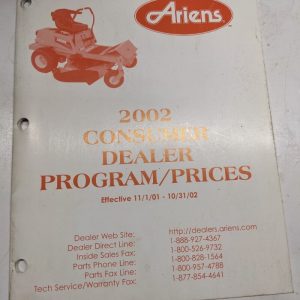 Ariens
2002
CONSUMER
DEALER
PROGRAM/PRICES
Effective 11/1/01 - 10/31/02
Dealer Web Site: http://dealers.ariens.com
Dealer Direct Line: 1-888-927-4367
Inside Sales Fax: 1-800-526-9732
Parts Phone Line: 1-800-828-1564
Parts Fax Line: 1-800-957-4788
Tech Service/Warranty Fax: 1-877-854-4641